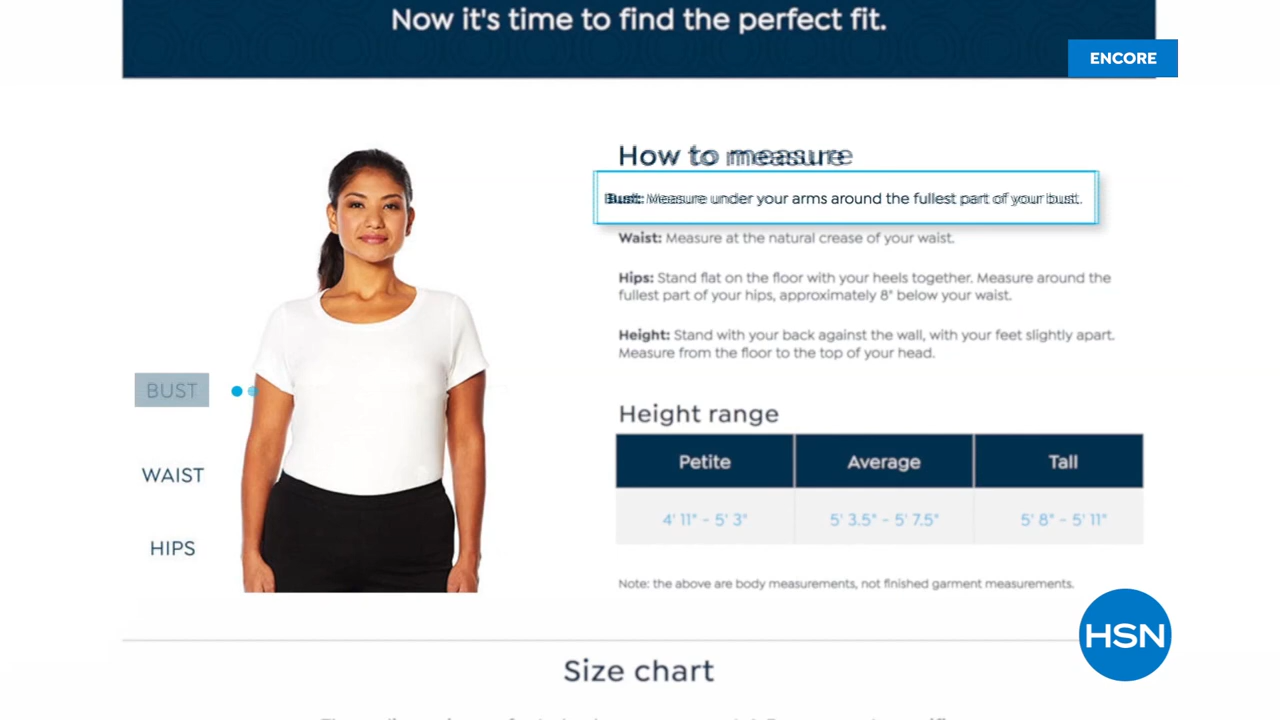 Now it's time to find the perfect fit.
ENCORE
How to measure
Bust: Measure under your arms around the fullest part of your bust.
Waist: Measure at the natural crease of your waist.
Hips: Stand flat on the floor with your heels together. Measure around the
fullest part of your hips, approximately 8" below your waist.
Height: Stand with your back against the wall, with your feet slightly apart.
Measure from the floor to the top of your head.
BUST
WAIST
HIPS
Height range
Petite Average Tall
4' 11" - 5' 3" 5' 3.5" - 5' 7.5" 5' 8" - 5' 11"
Note: the above are body measurements, not finished garment measurements.
HSN
Size chart